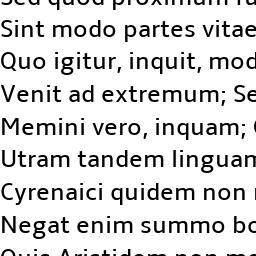 Sed quod proximum fu
Sint modo partes vitae
Quo igitur, inquit, mod
Venit ad extremum; Se
Memini vero, inquam;
Utram tandem linguam
Cyrenaici quidem non
Negat enim summo bo
Quis Aristidem non mo